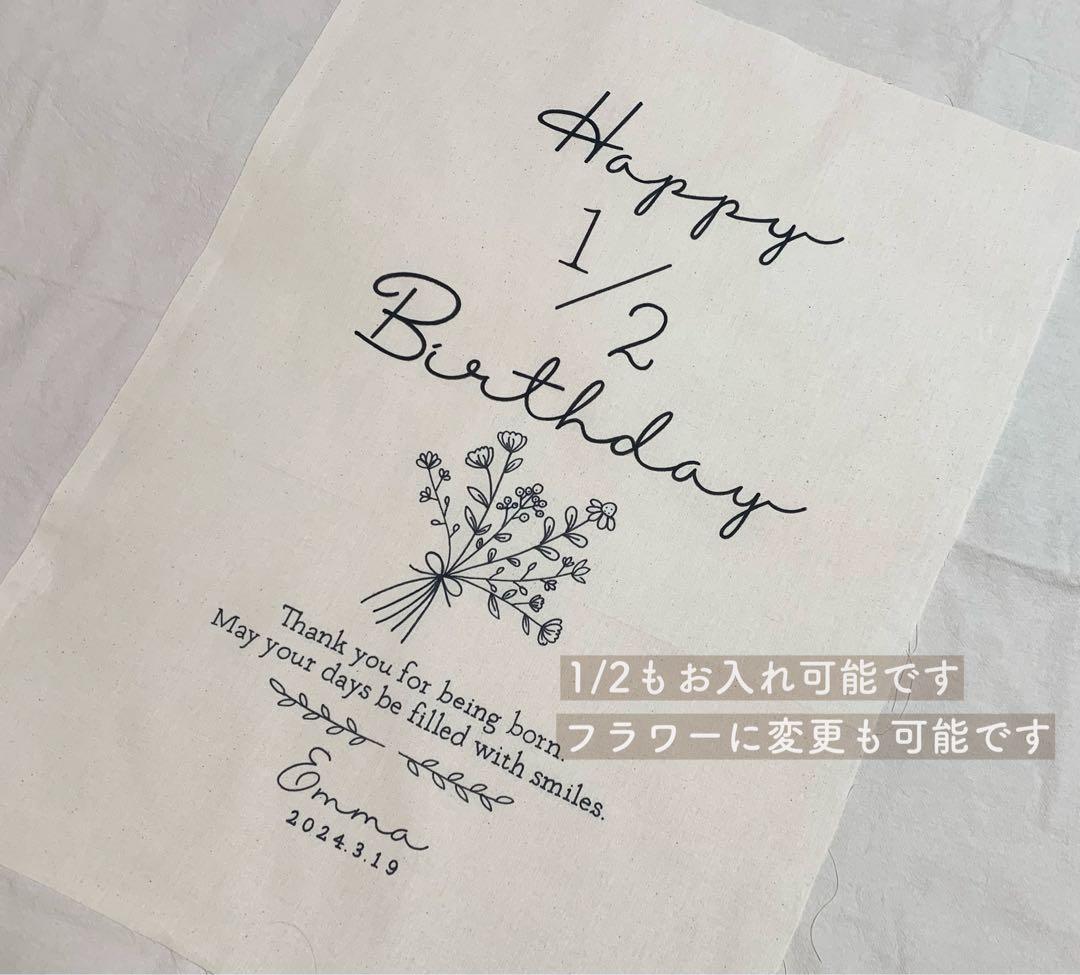 Happy
1/2
Birthday
Thank you for being born.
May your days be filled with smiles.
Emma
2024.3.19
1/2もお入れ可能です
フラワーに変更も可能です